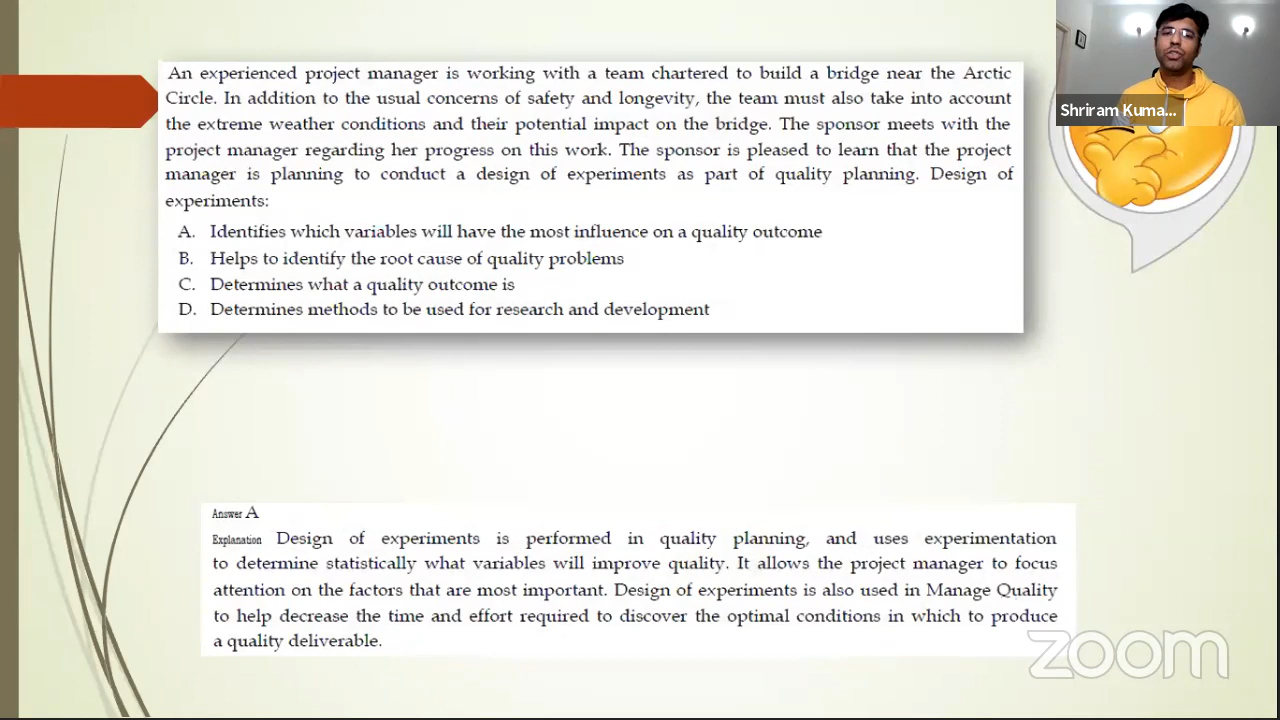 An experienced project manager is working with a team chartered to build a bridge near the Arctic
Circle. In addition to the usual concerns of safety and longevity, the team must also take into account
the extreme weather conditions and their potential impact on the bridge. The sponsor meets with the
project manager regarding her progress on this work. The sponsor is pleased to learn that the project
manager is planning to conduct a design of experiments as part of quality planning. Design of
experiments:
A. Identifies which variables will have the most influence on a quality outcome
B. Helps to identify the root cause of quality problems
C. Determines what a quality outcome is
D. Determines methods to be used for research and development
Shriram Kuma...
Answer A
Explanation Design of experiments is performed in quality planning, and uses experimentation
to determine statistically what variables will improve quality. It allows the project manager to focus
attention on the factors that are most important. Design of experiments is also used in Manage Quality
to help decrease the time and effort required to discover the optimal conditions in which to produce
a quality deliverable.
zoom